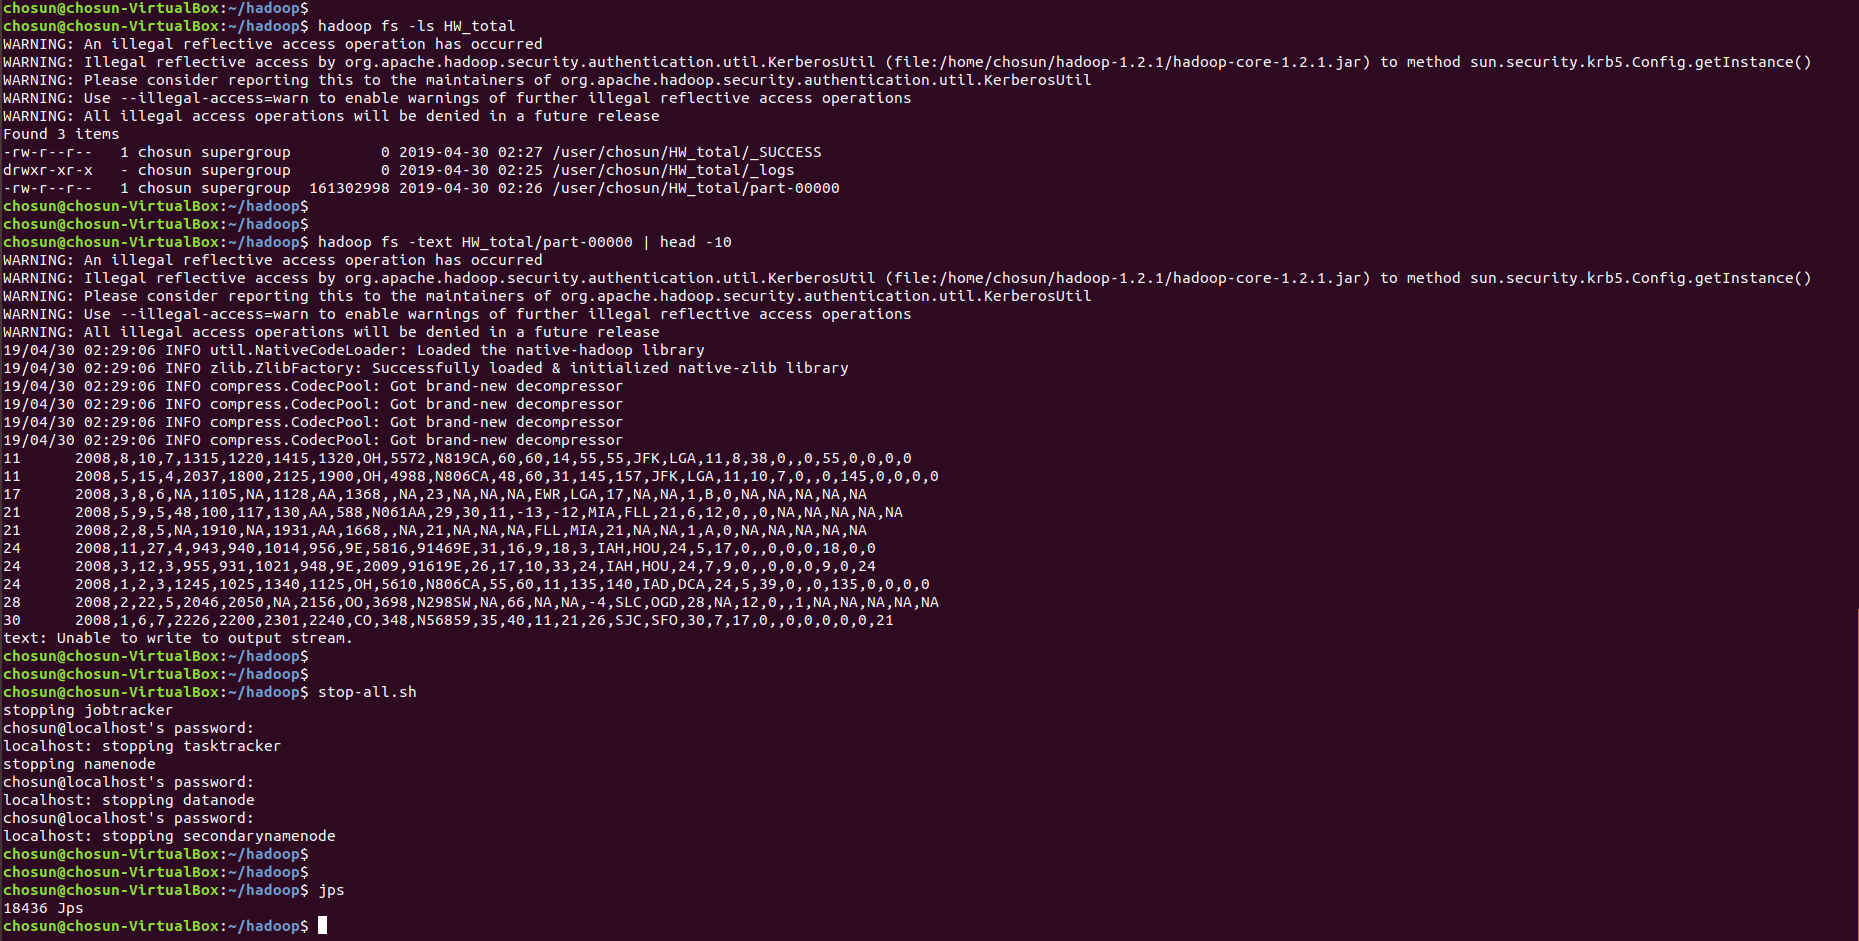 chosun@chosun-VirtualBox:~/hadoop$
chosun@chosun-VirtualBox:~/hadoop$ hadoop fs -ls HW_total
WARNING: An illegal reflective access operation has occurred
WARNING: Illegal reflective access by org.apache.hadoop.security.authentication.util.KerberosUtil (file:/home/chosun/hadoop-1.2.1/hadoop-core-1.2.1.jar) to method sun.security.krb5.Config.getInstance()
WARNING: Please consider reporting this to the maintainers of org.apache.hadoop.security.authentication.util.KerberosUtil
WARNING: Use --illegal-access=warn to enable warnings of further illegal reflective access operations
WARNING: All illegal access operations will be denied in a future release
Found 3 items
-rw-r--r--   1 chosun supergroup          0 2019-04-30 02:27 /user/chosun/HW_total/_SUCCESS
drwxr-xr-x   - chosun supergroup          0 2019-04-30 02:25 /user/chosun/HW_total/_logs
-rw-r--r--   1 chosun supergroup  161302998 2019-04-30 02:26 /user/chosun/HW_total/part-00000
chosun@chosun-VirtualBox:~/hadoop$
chosun@chosun-VirtualBox:~/hadoop$
chosun@chosun-VirtualBox:~/hadoop$ hadoop fs -text HW_total/part-00000 | head -10
WARNING: An illegal reflective access operation has occurred
WARNING: Illegal reflective access by org.apache.hadoop.security.authentication.util.KerberosUtil (file:/home/chosun/hadoop-1.2.1/hadoop-core-1.2.1.jar) to method sun.security.krb5.Config.getInstance()
WARNING: Please consider reporting this to the maintainers of org.apache.hadoop.security.authentication.util.KerberosUtil
WARNING: Use --illegal-access=warn to enable warnings of further illegal reflective access operations
WARNING: All illegal access operations will be denied in a future release
19/04/30 02:29:06 INFO util.NativeCodeLoader: Loaded the native-hadoop library
19/04/30 02:29:06 INFO zlib.ZlibFactory: Successfully loaded & initialized native-zlib library
19/04/30 02:29:06 INFO compress.CodecPool: Got brand-new decompressor
19/04/30 02:29:06 INFO compress.CodecPool: Got brand-new decompressor
19/04/30 02:29:06 INFO compress.CodecPool: Got brand-new decompressor
19/04/30 02:29:06 INFO compress.CodecPool: Got brand-new decompressor
11      2008,8,10,7,1315,1220,1415,1320,OH,5572,N819CA,60,60,14,55,55,JFK,LGA,11,8,38,0,,0,55,0,0,0,0
11      2008,5,15,4,2037,1800,2125,1900,OH,4988,N806CA,48,60,31,145,157,JFK,LGA,11,10,7,0,,0,145,0,0,0,0
17      2008,3,8,6,NA,1105,NA,1128,AA,1368,,NA,23,NA,NA,NA,EWR,LGA,17,NA,NA,1,B,0,NA,NA,NA,NA,NA
21      2008,5,9,5,48,100,117,130,AA,588,N061AA,29,30,11,-13,-12,MIA,FLL,21,6,12,0,,0,NA,NA,NA,NA,NA
21      2008,2,8,5,NA,1910,NA,1931,AA,1668,,NA,21,NA,NA,NA,FLL,MIA,21,NA,NA,1,A,0,NA,NA,NA,NA,NA
24      2008,11,27,4,943,940,1014,956,9E,5816,91469E,31,16,9,18,3,IAH,HOU,24,5,17,0,,0,0,0,18,0,0
24      2008,3,12,3,955,931,1021,948,9E,2009,91619E,26,17,10,33,24,IAH,HOU,24,7,9,0,,0,0,0,9,0,24
24      2008,1,2,3,1245,1025,1340,1125,OH,5610,N806CA,55,60,11,135,140,IAD,DCA,24,5,39,0,,0,135,0,0,0,0
28      2008,2,22,5,2046,2050,NA,2156,OO,3698,N298SW,NA,66,NA,NA,-4,SLC,OGD,28,NA,12,0,,1,NA,NA,NA,NA,NA
30      2008,1,6,7,2226,2200,2301,2240,CO,348,N56859,35,40,11,21,26,SJC,SFO,30,7,17,0,,0,0,0,0,0,21
text: Unable to write to output stream.
chosun@chosun-VirtualBox:~/hadoop$
chosun@chosun-VirtualBox:~/hadoop$
chosun@chosun-VirtualBox:~/hadoop$ stop-all.sh
stopping jobtracker
chosun@localhost's password:
localhost: stopping tasktracker
stopping namenode
chosun@localhost's password:
localhost: stopping datanode
chosun@localhost's password:
localhost: stopping secondarynamenode
chosun@chosun-VirtualBox:~/hadoop$
chosun@chosun-VirtualBox:~/hadoop$
chosun@chosun-VirtualBox:~/hadoop$ jps
18436 Jps
chosun@chosun-VirtualBox:~/hadoop$